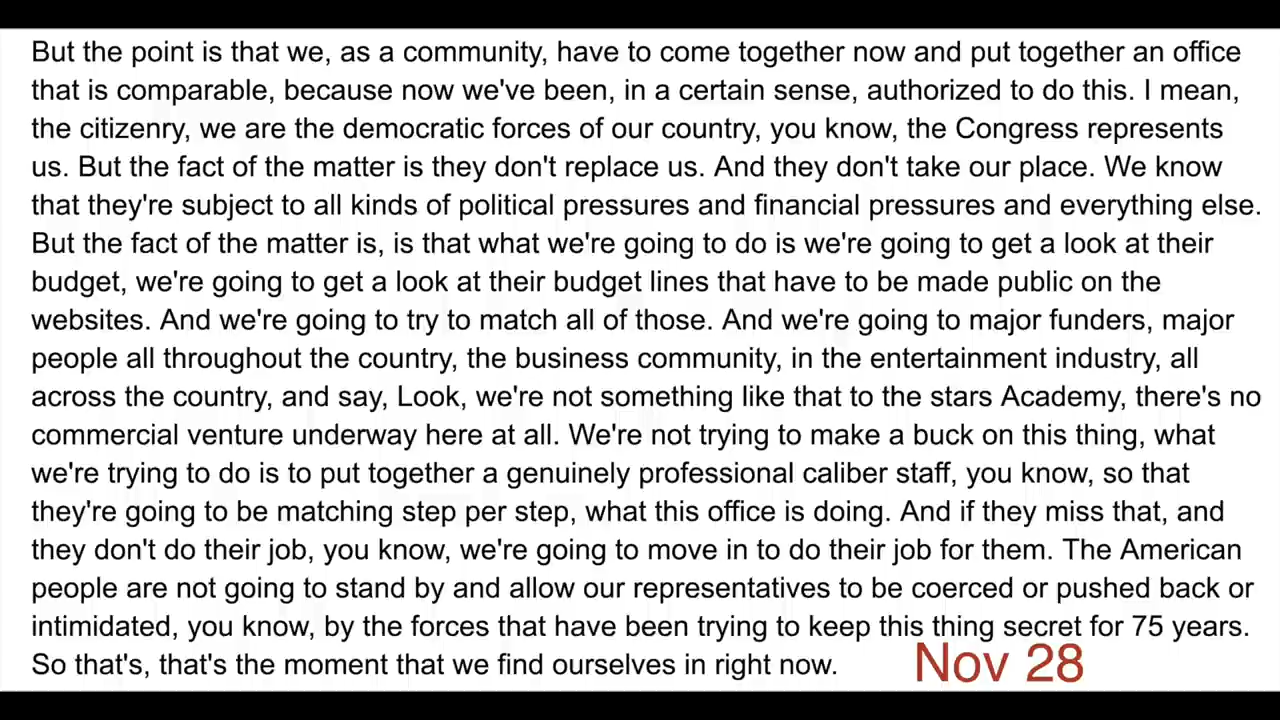 But the point is that we, as a community, have to come together now and put together an office
that is comparable, because now we've been, in a certain sense, authorized to do this. I mean,
the citizenry, we are the democratic forces of our country, you know, the Congress represents
us. But the fact of the matter is they don't replace us. And they don't take our place. We know
that they're subject to all kinds of political pressures and financial pressures and everything else.
But the fact of the matter is, is that what we're going to do is we're going to get a look at their
budget, we're going to get a look at their budget lines that have to be made public on the
websites. And we're going to try to match all of those. And we're going to major funders, major
people all throughout the country, the business community, in the entertainment industry, all
across the country, and say, Look, we're not something like that to the stars Academy, there's no
commercial venture underway here at all. We're not trying to make a buck on this thing, what
we're trying to do is to put together a genuinely professional caliber staff, you know, so that
they're going to be matching step per step, what this office is doing. And if they miss that, and
they don't do their job, you know, we're going to move in to do their job for them. The American
people are not going to stand by and allow our representatives to be coerced or pushed back or
intimidated, you know, by the forces that have been trying to keep this thing secret for 75 years.
So that's, that's the moment that we find ourselves in right now.
Nov 28